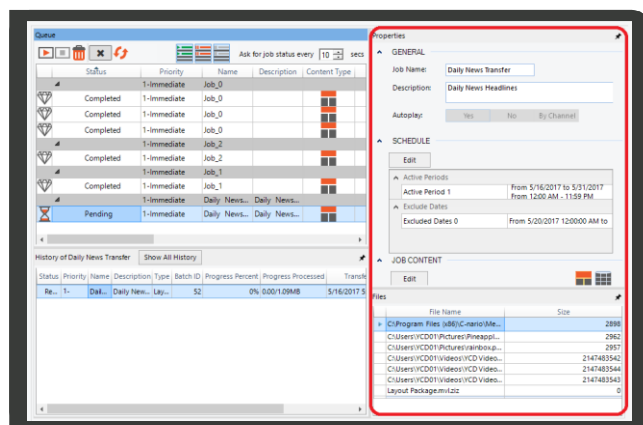 Queue
Ask for job status every 10 secs
Status Priority Name Description Content Type
1-Immediate Job_0
Completed 1-Immediate Job_0
Completed 1-Immediate Job_0
Completed 1-Immediate Job_0
1-Immediate Job_2
Completed 1-Immediate Job_2
1-Immediate Job_1
Completed 1-Immediate Job_1
1-Immediate Daily News... Daily News...
Pending 1-Immediate Daily News... Daily News...
History of Daily News Transfer Show All History
Status Priority Name Description Type Batch ID Progress Percent Progress Processed Transfe
Re... 1- Dail... Daily New... Lay... 52 0% 0.00/1.09MB 5/16/2017 5
Properties
GENERAL
Job Name: Daily News Transfer
Description: Daily News Headlines
Autoplay: Yes No By Channel
SCHEDULE
Edit
Active Periods
Active Period 1 From 5/16/2017 to 5/31/2017
From 12:00 AM - 11:59 PM
Exclude Dates
Excluded Dates 0 From 5/20/2017 12:00:00 AM to
JOB CONTENT
Edit
Files
File Name Size
C:\Program Files (x86)\C-nario\Me... 2898
C:\Users\YCD01\Pictures\Pineappl... 2962
C:\Users\YCD01\Pictures\rainbox.p... 2957
C:\Users\YCD01\Videos\YCD Video... 2147483542
C:\Users\YCD01\Videos\YCD Video... 2147483544
C:\Users\YCD01\Videos\YCD Video... 2147483543
Layout Package.mvl.ziz 0